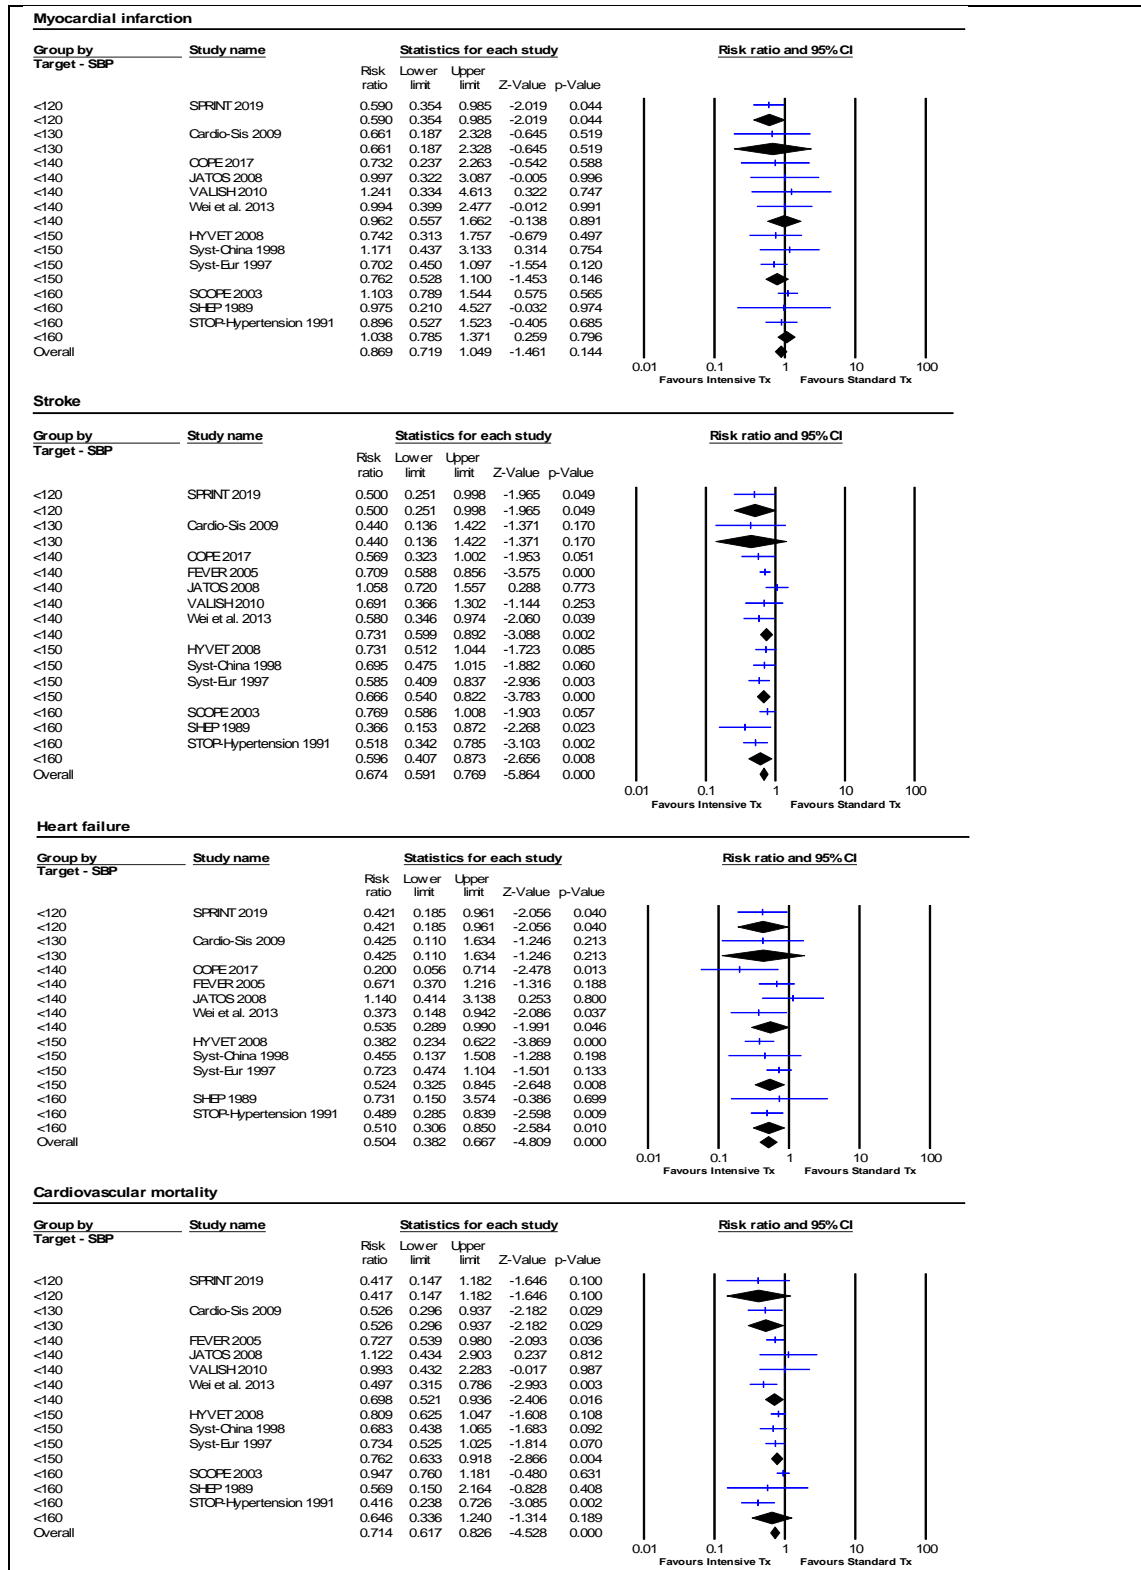 Myocardial infarction
Group by Study name Statistics for each study Risk ratio and 95% CI
Target - SBP
Risk Lower Upper
ratio limit limit Z-Value p-Value
<120 SPRINT 2019 0.590 0.354 0.985 -2.019 0.044
<120 0.590 0.354 0.985 -2.019 0.044
<130 Cardio-Sis 2009 0.661 0.187 2.328 -0.645 0.519
<130 0.661 0.187 2.328 -0.645 0.519
<140 COPE 2017 0.732 0.237 2.263 -0.542 0.588
<140 JATOS 2008 0.997 0.322 3.087 -0.005 0.996
<140 VALISH 2010 1.241 0.334 4.613 0.322 0.747
<140 Wei et al. 2013 0.994 0.399 2.477 -0.012 0.991
<140 0.962 0.557 1.662 -0.138 0.891
<150 HYVET 2008 0.742 0.313 1.757 -0.679 0.497
<150 Syst-China 1998 1.171 0.437 3.133 0.314 0.754
<150 Syst-Eur 1997 0.702 0.450 1.097 -1.554 0.120
<150 0.762 0.528 1.100 -1.453 0.146
<160 SCOPE 2003 1.103 0.789 1.544 0.575 0.565
<160 SHEP 1989 0.975 0.210 4.527 -0.032 0.974
<160 STOP-Hypertension 1991 0.896 0.527 1.523 -0.405 0.685
<160 1.038 0.785 1.371 0.259 0.796
Overall 0.869 0.719 1.049 -1.461 0.144
0.01 0.1 1 10 100
Favours Intensive Tx Favours Standard Tx
Stroke
Group by Study name Statistics for each study Risk ratio and 95% CI
Target - SBP
Risk Lower Upper
ratio limit limit Z-Value p-Value
<120 SPRINT 2019 0.500 0.251 0.998 -1.965 0.049
<120 0.500 0.251 0.998 -1.965 0.049
<130 Cardio-Sis 2009 0.440 0.136 1.422 -1.371 0.170
<130 0.440 0.136 1.422 -1.371 0.170
<140 COPE 2017 0.569 0.323 1.002 -1.953 0.051
<140 FEVER 2005 0.709 0.588 0.856 -3.575 0.000
<140 JATOS 2008 1.058 0.720 1.557 0.288 0.773
<140 VALISH 2010 0.691 0.366 1.302 -1.144 0.253
<140 Wei et al. 2013 0.580 0.346 0.974 -2.060 0.039
<140 0.731 0.599 0.892 -3.088 0.002
<150 HYVET 2008 0.731 0.512 1.044 -1.723 0.085
<150 Syst-China 1998 0.695 0.475 1.015 -1.882 0.060
<150 Syst-Eur 1997 0.585 0.409 0.837 -2.936 0.003
<150 0.666 0.540 0.822 -3.783 0.000
<160 SCOPE 2003 0.769 0.586 1.008 -1.903 0.057
<160 SHEP 1989 0.366 0.153 0.872 -2.268 0.023
<160 STOP-Hypertension 1991 0.518 0.342 0.785 -3.103 0.002
<160 0.596 0.407 0.873 -2.656 0.008
Overall 0.674 0.591 0.769 -5.864 0.000
0.01 0.1 1 10 100
Favours Intensive Tx Favours Standard Tx
Heart failure
Group by Study name Statistics for each study Risk ratio and 95% CI
Target - SBP
Risk Lower Upper
ratio limit limit Z-Value p-Value
<120 SPRINT 2019 0.421 0.185 0.961 -2.056 0.040
<120 0.421 0.185 0.961 -2.056 0.040
<130 Cardio-Sis 2009 0.425 0.110 1.634 -1.246 0.213
<130 0.425 0.110 1.634 -1.246 0.213
<140 COPE 2017 0.200 0.056 0.714 -2.478 0.013
<140 FEVER 2005 0.671 0.370 1.216 -1.316 0.188
<140 JATOS 2008 1.140 0.414 3.138 0.253 0.800
<140 Wei et al. 2013 0.373 0.148 0.942 -2.086 0.037
<140 0.535 0.289 0.990 -1.991 0.046
<150 HYVET 2008 0.382 0.234 0.622 -3.869 0.000
<150 Syst-China 1998 0.455 0.137 1.508 -1.288 0.198
<150 Syst-Eur 1997 0.723 0.474 1.104 -1.501 0.133
<150 0.524 0.325 0.845 -2.648 0.008
<160 SHEP 1989 0.731 0.150 3.574 -0.386 0.699
<160 STOP-Hypertension 1991 0.489 0.285 0.839 -2.598 0.009
<160 0.510 0.306 0.850 -2.584 0.010
Overall 0.504 0.382 0.667 -4.809 0.000
0.01 0.1 1 10 100
Favours Intensive Tx Favours Standard Tx
Cardiovascular mortality
Group by Study name Statistics for each study Risk ratio and 95% CI
Target - SBP
Risk Lower Upper
ratio limit limit Z-Value p-Value
<120 SPRINT 2019 0.417 0.147 1.182 -1.646 0.100
<120 0.417 0.147 1.182 -1.646 0.100
<130 Cardio-Sis 2009 0.526 0.296 0.937 -2.182 0.029
<130 0.526 0.296 0.937 -2.182 0.029
<140 FEVER 2005 0.727 0.539 0.980 -2.093 0.036
<140 JATOS 2008 1.122 0.434 2.903 0.237 0.812
<140 VALISH 2010 0.993 0.432 2.283 -0.017 0.987
<140 Wei et al. 2013 0.497 0.315 0.786 -2.993 0.003
<140 0.698 0.521 0.936 -2.406 0.016
<150 HYVET 2008 0.809 0.625 1.047 -1.608 0.108
<150 Syst-China 1998 0.683 0.438 1.065 -1.683 0.092
<150 Syst-Eur 1997 0.734 0.525 1.025 -1.814 0.070
<150 0.762 0.633 0.918 -2.866 0.004
<160 SCOPE 2003 0.947 0.760 1.181 -0.480 0.631
<160 SHEP 1989 0.569 0.150 2.164 -0.828 0.408
<160 STOP-Hypertension 1991 0.416 0.238 0.726 -3.085 0.002
<160 0.646 0.336 1.240 -1.314 0.189
Overall 0.714 0.617 0.826 -4.528 0.000
0.01 0.1 1 10 100
Favours Intensive Tx Favours Standard Tx